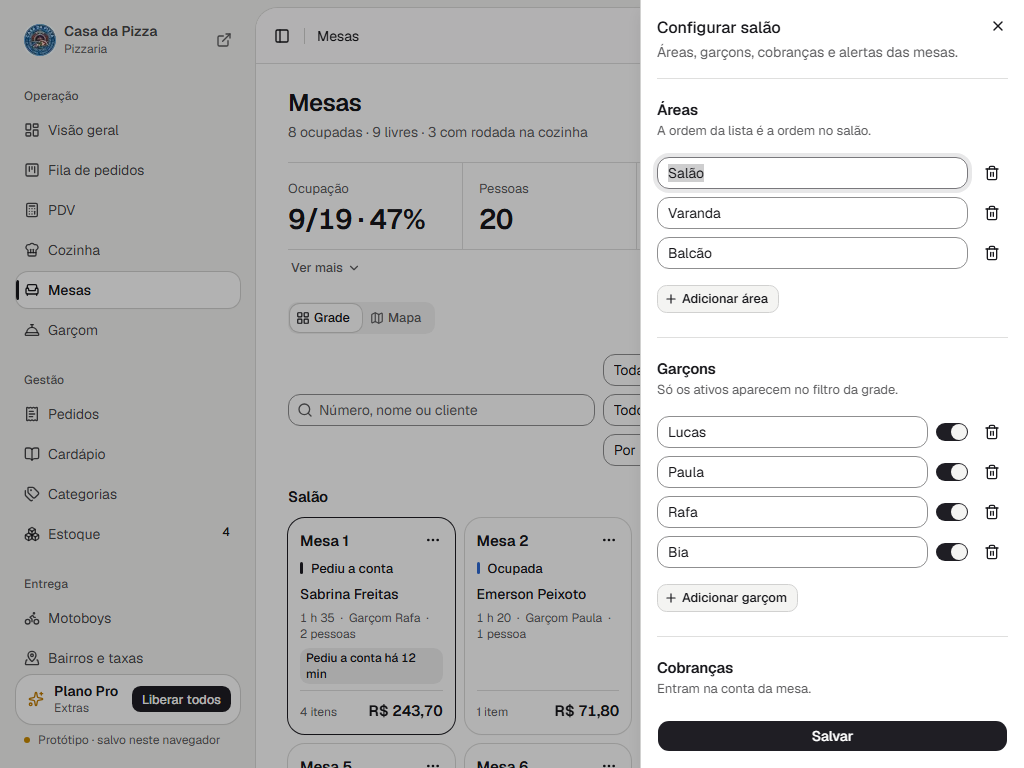 Casa da Pizza
Pizzaria
Operação
Visão geral
Fila de pedidos
PDV
Cozinha
Mesas
Garçom
Gestão
Pedidos
Cardápio
Categorias
Estoque 4
Entrega
Motoboys
Bairros e taxas
Plano Pro
Extras
Liberar todos
Protótipo · salvo neste navegador
Mesas
Mesas
8 ocupadas · 9 livres · 3 com rodada na cozinha
Ocupação
9/19 · 47%
Pessoas
20
Ver mais
Grade
Mapa
Número, nome ou cliente
Toda
Todo
Por
Salão
Mesa 1
Pediu a conta
Sabrina Freitas
1 h 35 · Garçom Rafa ·
2 pessoas
Pediu a conta há 12
min
4 itens R$ 243,70
Mesa 2
Ocupada
Emerson Peixoto
1 h 20 · Garçom Paula ·
1 pessoa
1 item R$ 71,80
Mesa 5
Mesa 6
Configurar salão
Áreas, garçons, cobranças e alertas das mesas.
Áreas
A ordem da lista é a ordem no salão.
Salão
Varanda
Balcão
Adicionar área
Garçons
Só os ativos aparecem no filtro da grade.
Lucas
Paula
Rafa
Bia
Adicionar garçom
Cobranças
Entram na conta da mesa.
Salvar